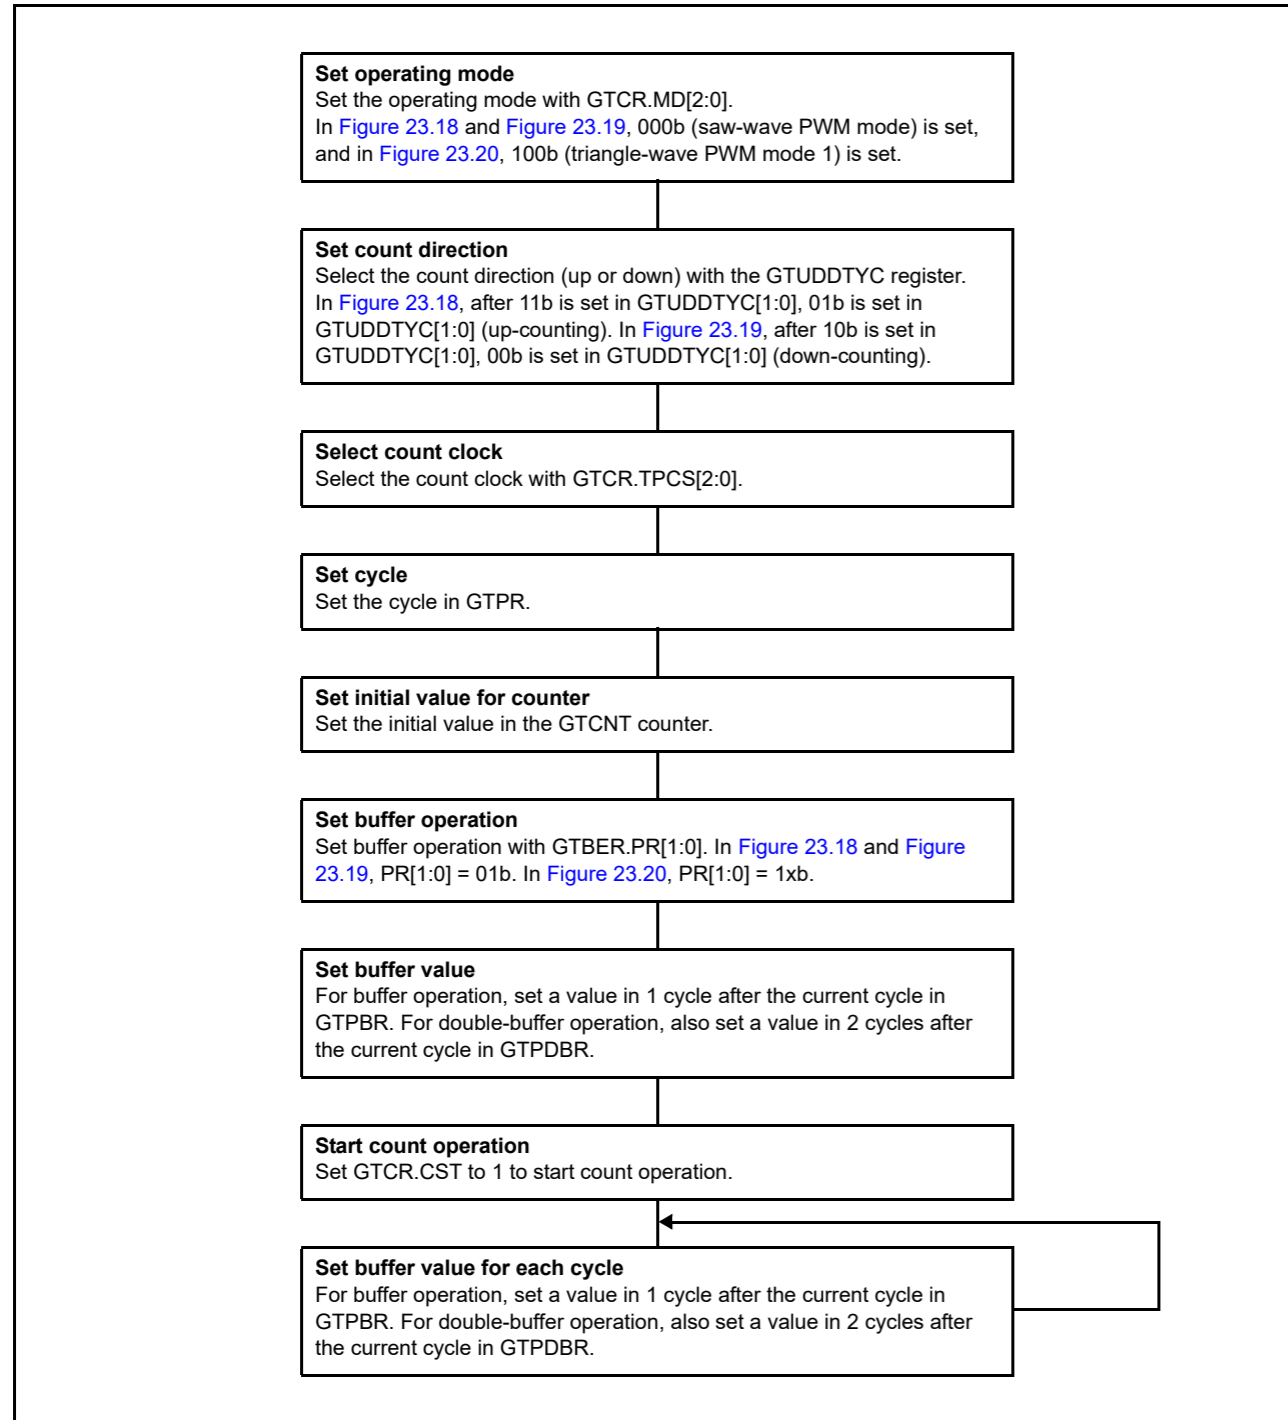 Set operating mode
Set the operating mode with GTCR.MD[2:0].
In Figure 23.18 and Figure 23.19, 000b (saw-wave PWM mode) is set,
and in Figure 23.20, 100b (triangle-wave PWM mode 1) is set.
Set count direction
Select the count direction (up or down) with the GTUDDTYC register.
In Figure 23.18, after 11b is set in GTUDDTYC[1:0], 01b is set in
GTUDDTYC[1:0] (up-counting). In Figure 23.19, after 10b is set in
GTUDDTYC[1:0], 00b is set in GTUDDTYC[1:0] (down-counting).
Select count clock
Select the count clock with GTCR.TPCS[2:0].
Set cycle
Set the cycle in GTPR.
Set initial value for counter
Set the initial value in the GTCNT counter.
Set buffer operation
Set buffer operation with GTBER.PR[1:0]. In Figure 23.18 and Figure
23.19, PR[1:0] = 01b. In Figure 23.20, PR[1:0] = 1xb.
Set buffer value
For buffer operation, set a value in 1 cycle after the current cycle in
GTPBR. For double-buffer operation, also set a value in 2 cycles after
the current cycle in GTPDBR.
Start count operation
Set GTCR.CST to 1 to start count operation.
Set buffer value for each cycle
For buffer operation, set a value in 1 cycle after the current cycle in
GTPBR. For double-buffer operation, also set a value in 2 cycles after
the current cycle in GTPDBR.